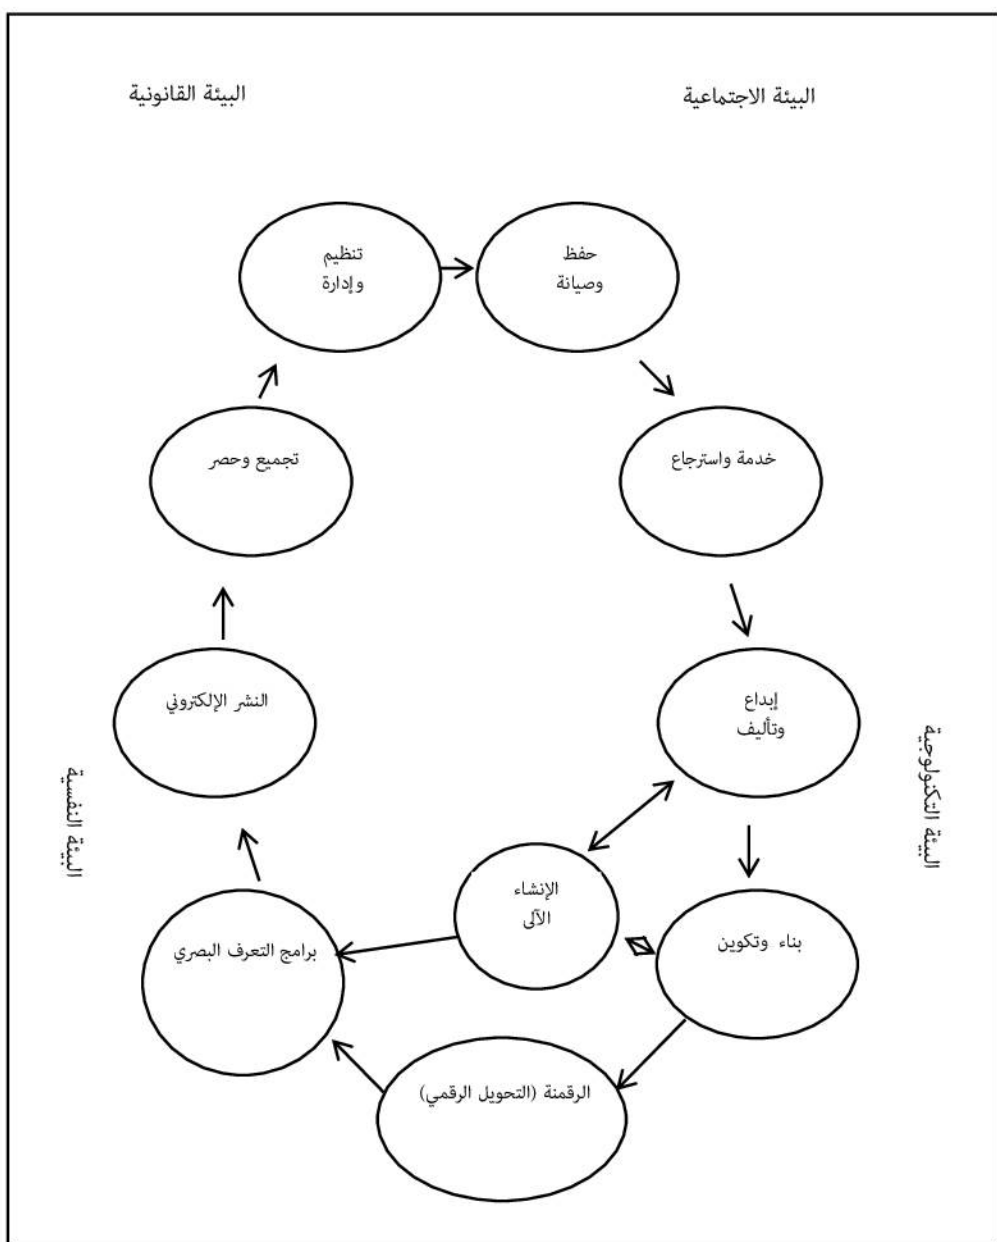 البيئة الاجتماعية
البيئة القانونية
حفظ
وصيانة
تنظيم
وإدارة
خدمة واسترجاع
تجميع وحصر
إبداع
وتأليف
النشر الإلكتروني
البيئة التكنولوجية
البيئة النفسية
الإنشاء
الآلى
بناء وتكوين
برامج التعرف البصري
الرقمنة (التحويل الرقمي)